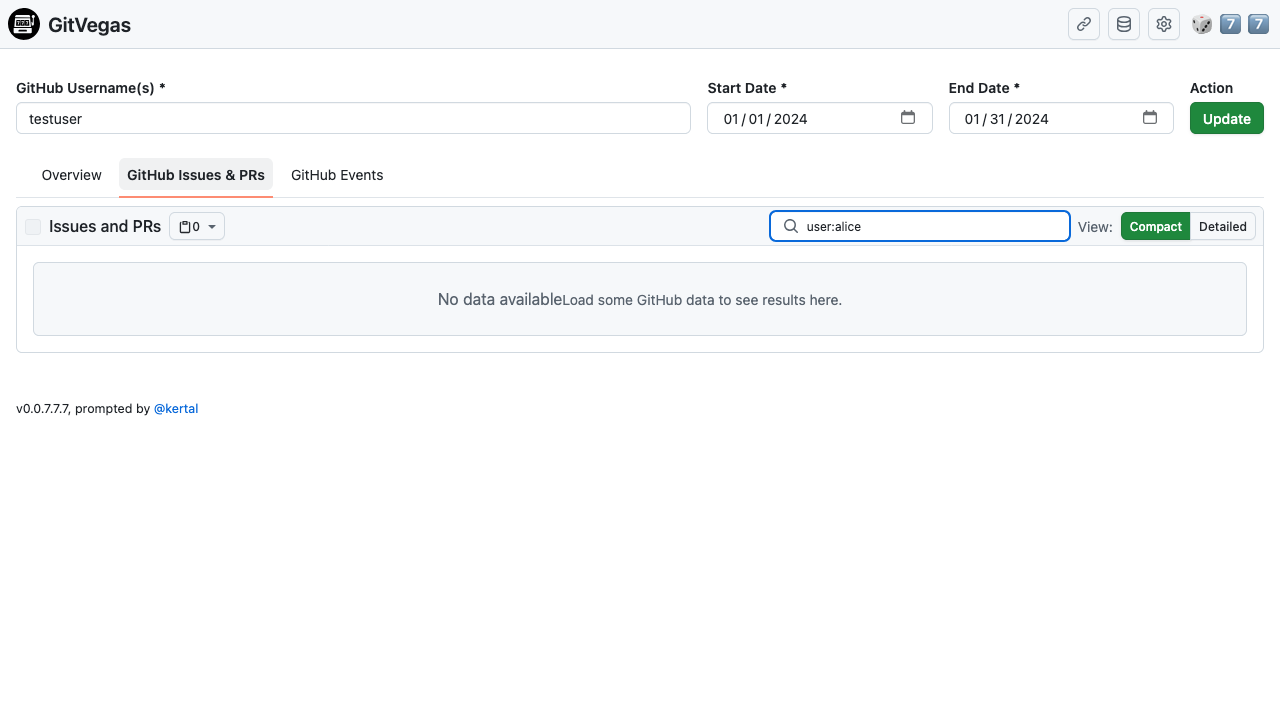 GitVegas
7 7
GitHub Username(s) * Start Date * End Date * Action
testuser 01/01/2024 01/31/2024 Update
Overview GitHub Issues & PRs GitHub Events
Issues and PRs 0 user:alice View: Compact Detailed
No data availableLoad some GitHub data to see results here.
v0.0.7.7.7, prompted by @kertal